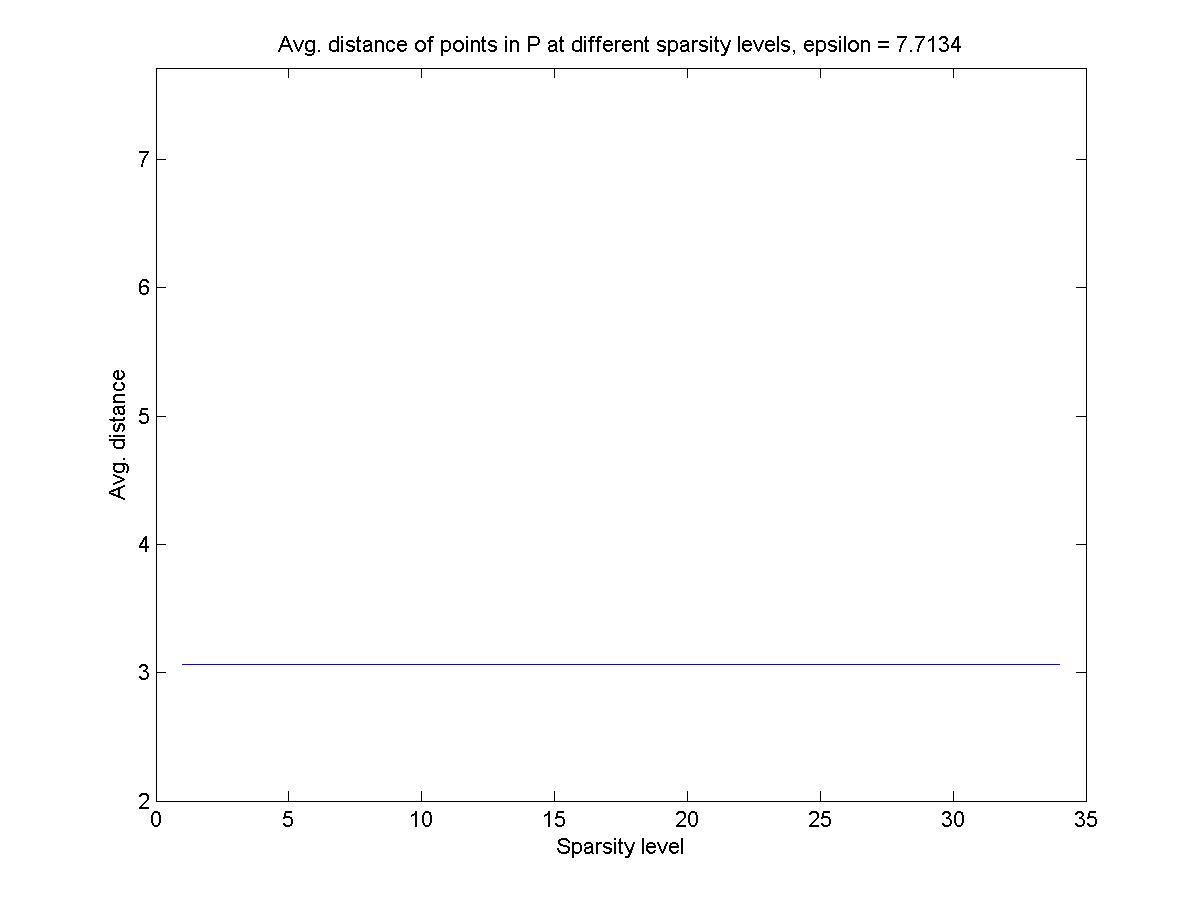 Avg. distance of points in P at different sparsity levels, epsilon = 7.7134
7
6
5
4
3
2
Avg. distance
0 5 10 15 20 25 30 35
Sparsity level